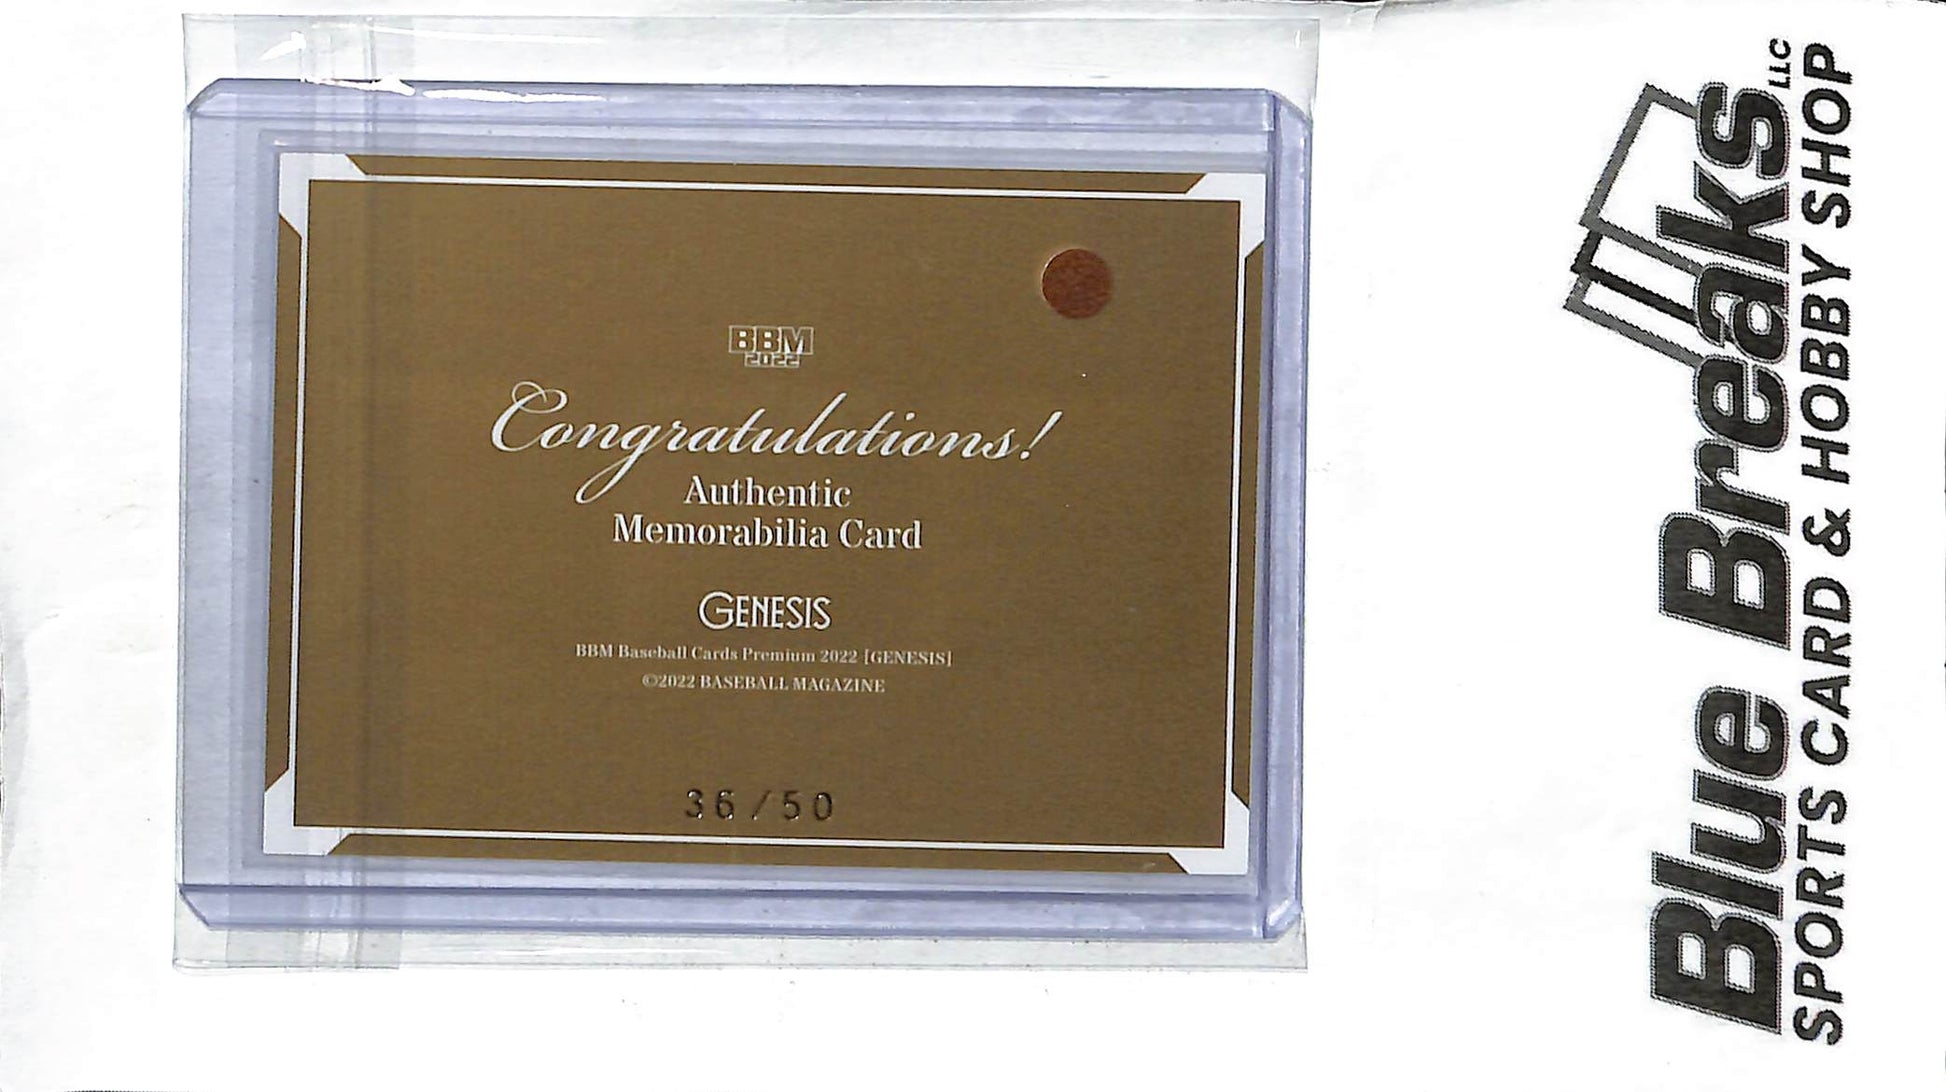 BBM
2022
Congratulations!
Authentic
Memorabilia Card
GENESIS
BBM Baseball Cards Premium 2022 [GENESIS]
©2022 BASEBALL MAGAZINE
36/50
Blue Breaks LLC
SPORTS CARD & HOBBY SHOP